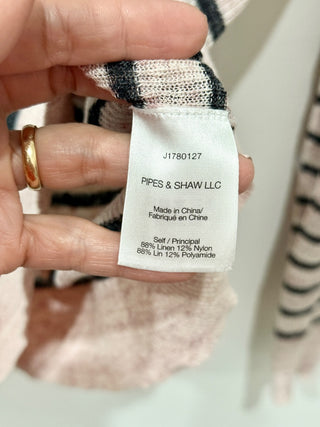 J1780127
PIPES & SHAW LLC
Made in China/
Fabriqué en Chine
Self / Principal
88% Linen 12% Nylon
88% Lin 12% Polyamide